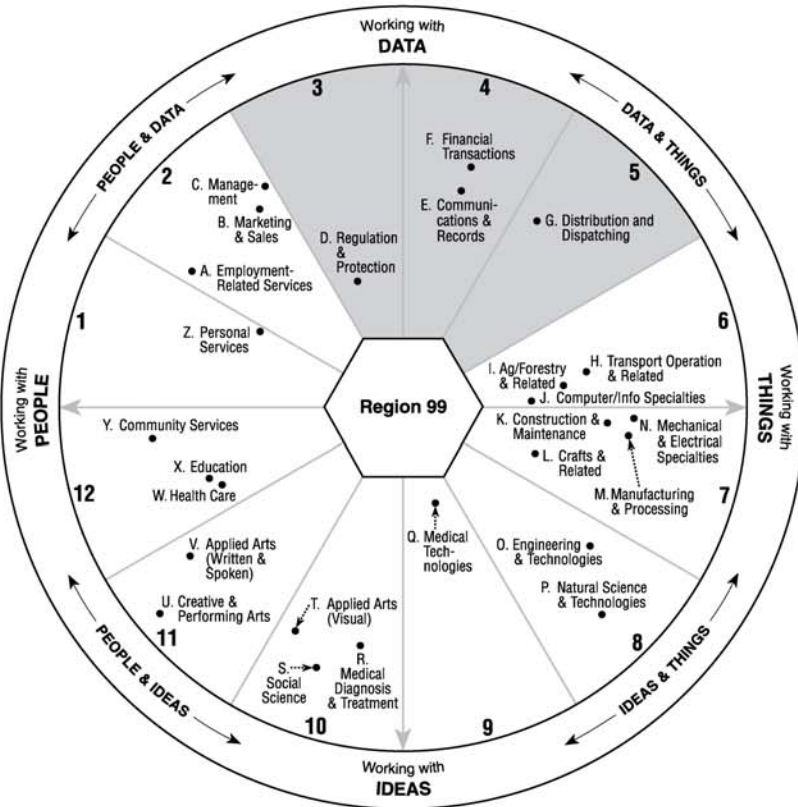 Working with
DATA
PEOPLE & DATA
DATA & THINGS
3
4
2
5
F. Financial
Transactions
C. Manage-
ment
B. Marketing
& Sales
E. Communi-
cations &
Records
G. Distribution and
Dispatching
D. Regulation
&
Protection
A. Employment-
Related Services
1
6
Z. Personal
Services
H. Transport Operation
& Related
I. Ag/Forestry
& Related
J. Computer/Info Specialties
Working with
PEOPLE
Region 99
Working with
THINGS
Y. Community Services
K. Construction &
Maintenance
N. Mechanical
& Electrical
Specialties
X. Education
W. Health Care
L. Crafts &
Related
12
7
M. Manufacturing
& Processing
V. Applied Arts
(Written &
Spoken)
Q. Medical
Tech-
nologies
O. Engineering
& Technologies
P. Natural Science
& Technologies
U. Creative &
Performing Arts
T. Applied Arts
(Visual)
11
8
S.
Social
Science
R.
Medical
Diagnosis
& Treatment
10
9
PEOPLE & IDEAS
IDEAS & THINGS
Working with
IDEAS